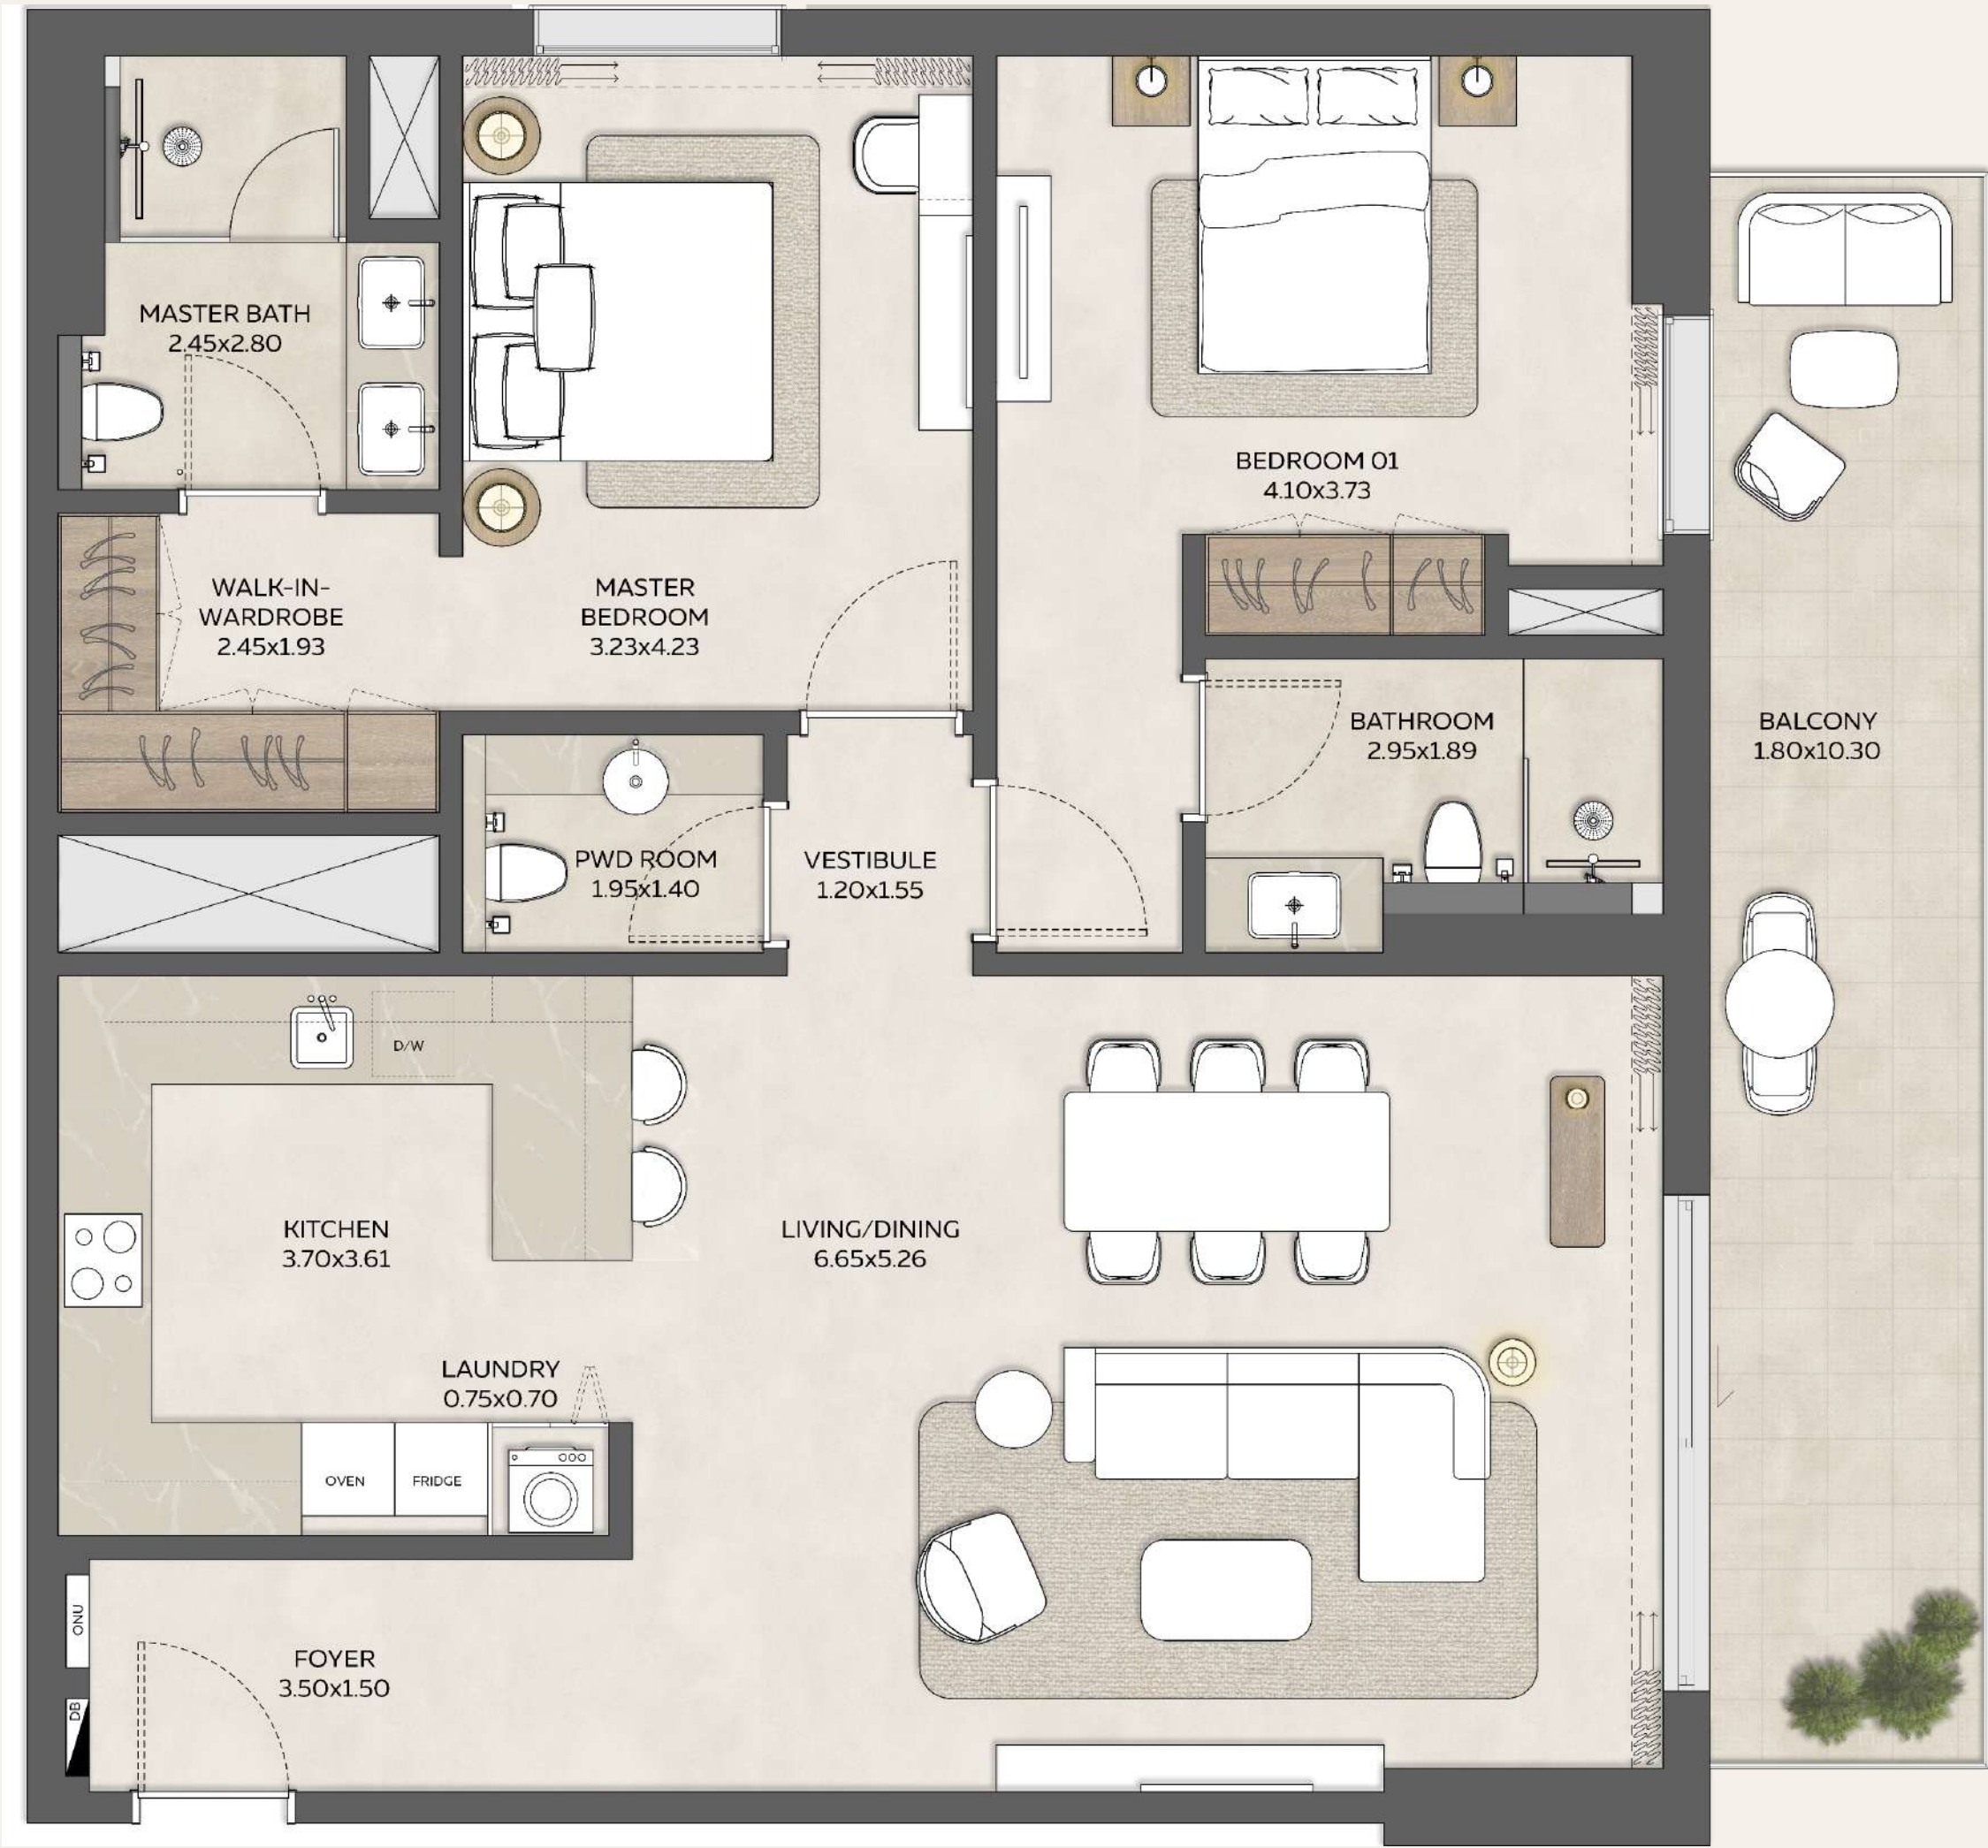 MASTER BATH
2.45x2.80
BEDROOM 01
4.10x3.73
WALK-IN-
WARDROBE
2.45x1.93
MASTER
BEDROOM
3.23x4.23
BATHROOM
2.95x1.89
BALCONY
1.80x10.30
PWD ROOM
1.95x1.40
VESTIBULE
1.20x1.55
D/W
KITCHEN
3.70x3.61
LIVING/DINING
6.65x5.26
LAUNDRY
0.75x0.70
OVEN
FRIDGE
ONU
FOYER
3.50x1.50
DB